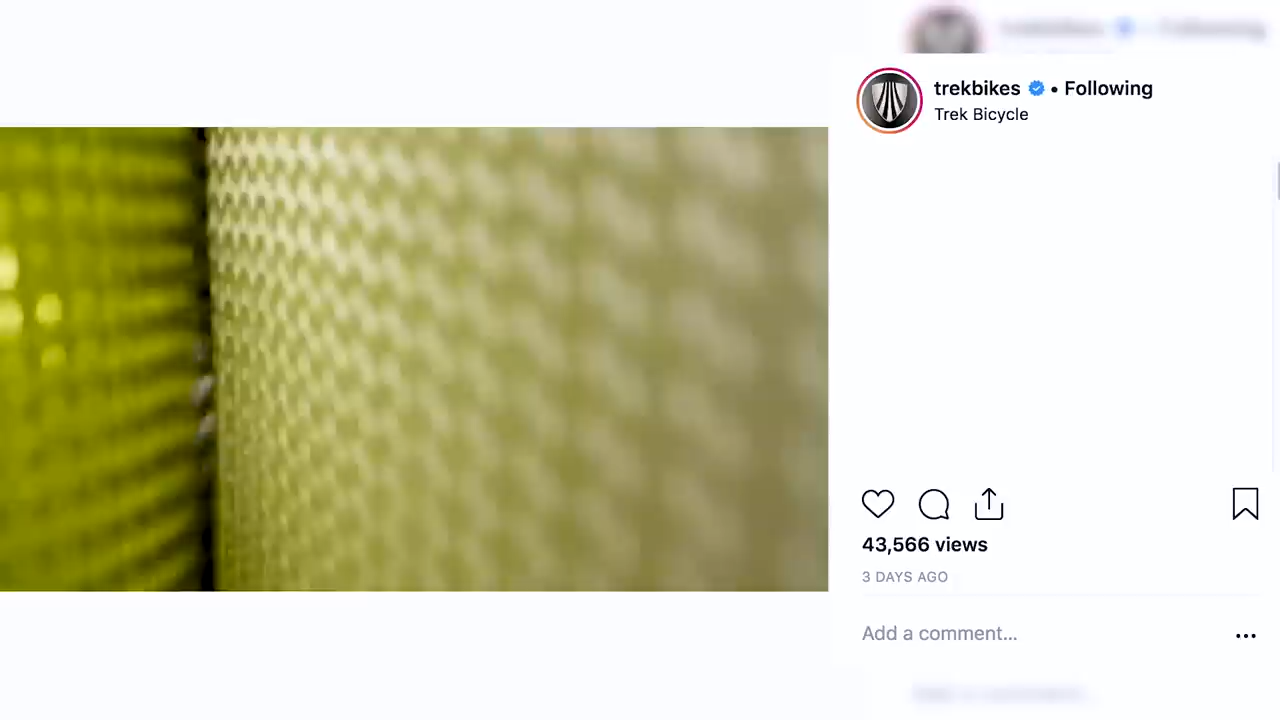 trekbikes • Following
Trek Bicycle
43,566 views
3 DAYS AGO
Add a comment...